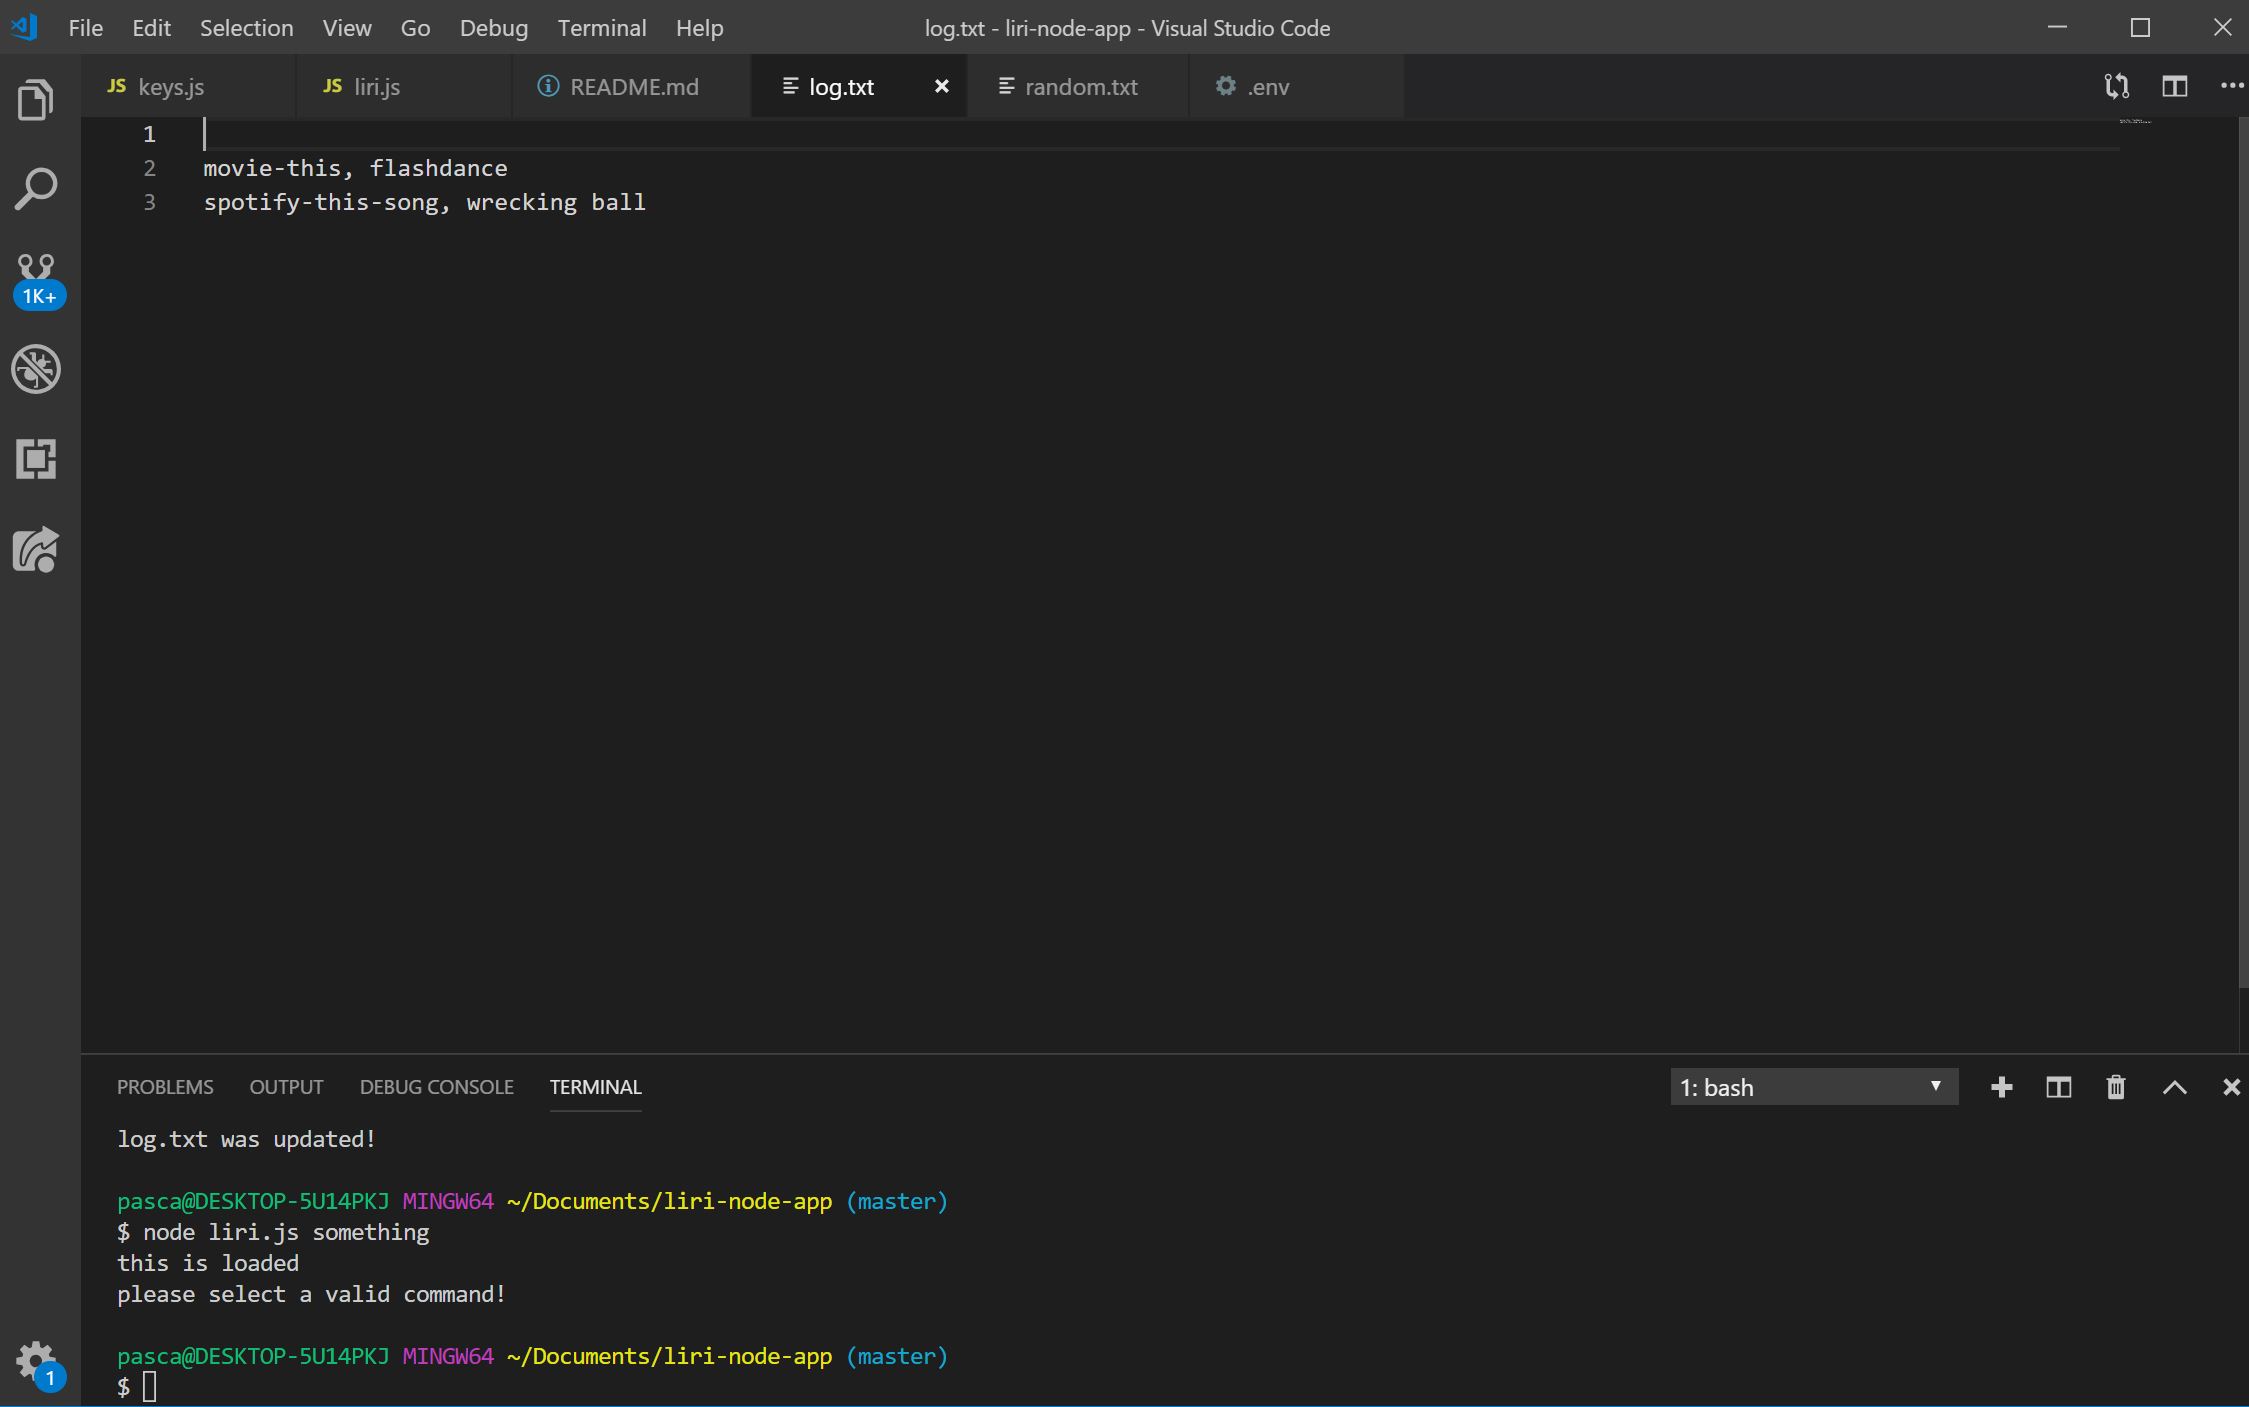 File Edit Selection View Go Debug Terminal Help log.txt - liri-node-app - Visual Studio Code
JS keys.js JS liri.js README.md log.txt random.txt .env
1
2 movie-this, flashdance
3 spotify-this-song, wrecking ball
1K+
PROBLEMS OUTPUT DEBUG CONSOLE TERMINAL 1: bash
log.txt was updated!
pasca@DESKTOP-5U14PKJ MINGW64 ~/Documents/liri-node-app (master)
$ node liri.js something
this is loaded
please select a valid command!
pasca@DESKTOP-5U14PKJ MINGW64 ~/Documents/liri-node-app (master)
$
1